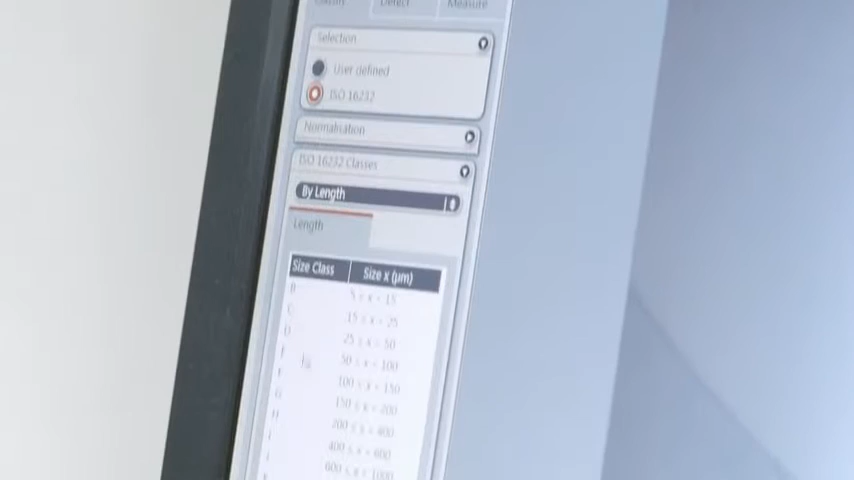 Classify Detect Measure
Selection
User defined
ISO 16232
Normalisation
ISO 16232 Classes
By Length
Length
Size Class Size x (µm)
B 5 ≤ x < 15
C 15 ≤ x < 25
D 25 ≤ x < 50
50 ≤ x < 100
F 100 ≤ x < 150
G 150 ≤ x < 200
H 200 ≤ x < 400
400 ≤ x < 600
600 ≤ x < 1000